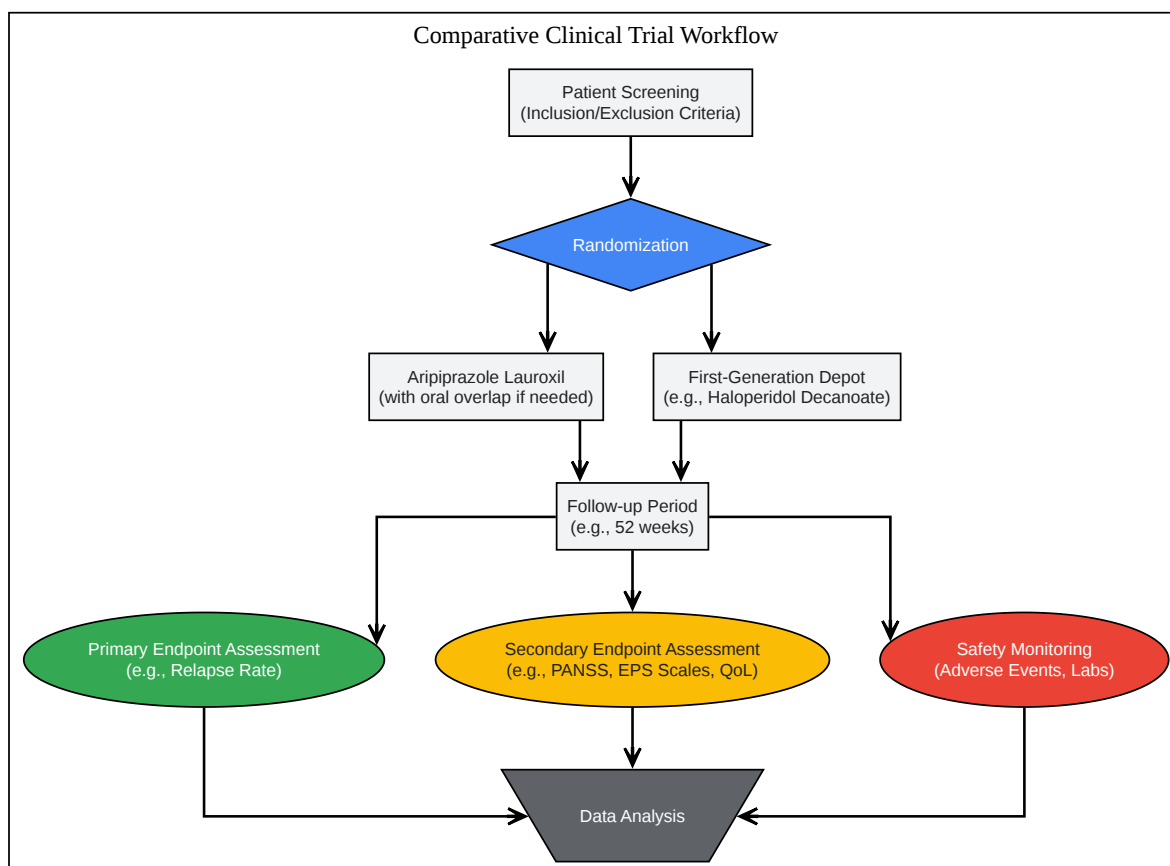 Comparative Clinical Trial Workflow
Patient Screening
(Inclusion/Exclusion Criteria)
Randomization
Aripiprazole Lauroxil
(with oral overlap if needed)
First-Generation Depot
(e.g., Haloperidol Decanoate)
Follow-up Period
(e.g., 52 weeks)
Primary Endpoint Assessment
(e.g., Relapse Rate)
Secondary Endpoint Assessment
(e.g., PANSS, EPS Scales, QoL)
Safety Monitoring
(Adverse Events, Labs)
Data Analysis